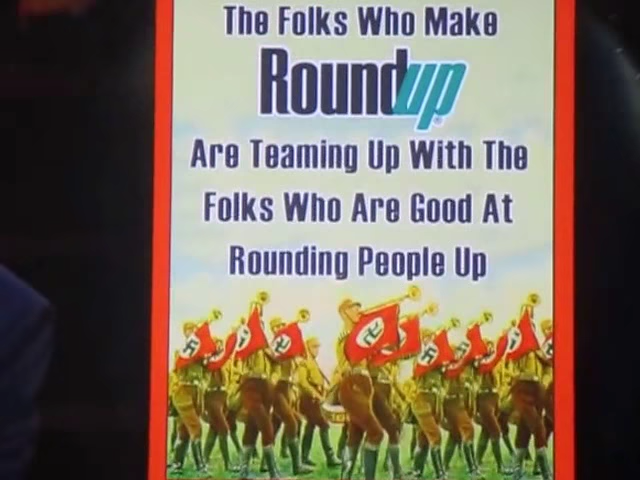 The Folks Who Make
Roundup®
Are Teaming Up With The
Folks Who Are Good At
Rounding People Up